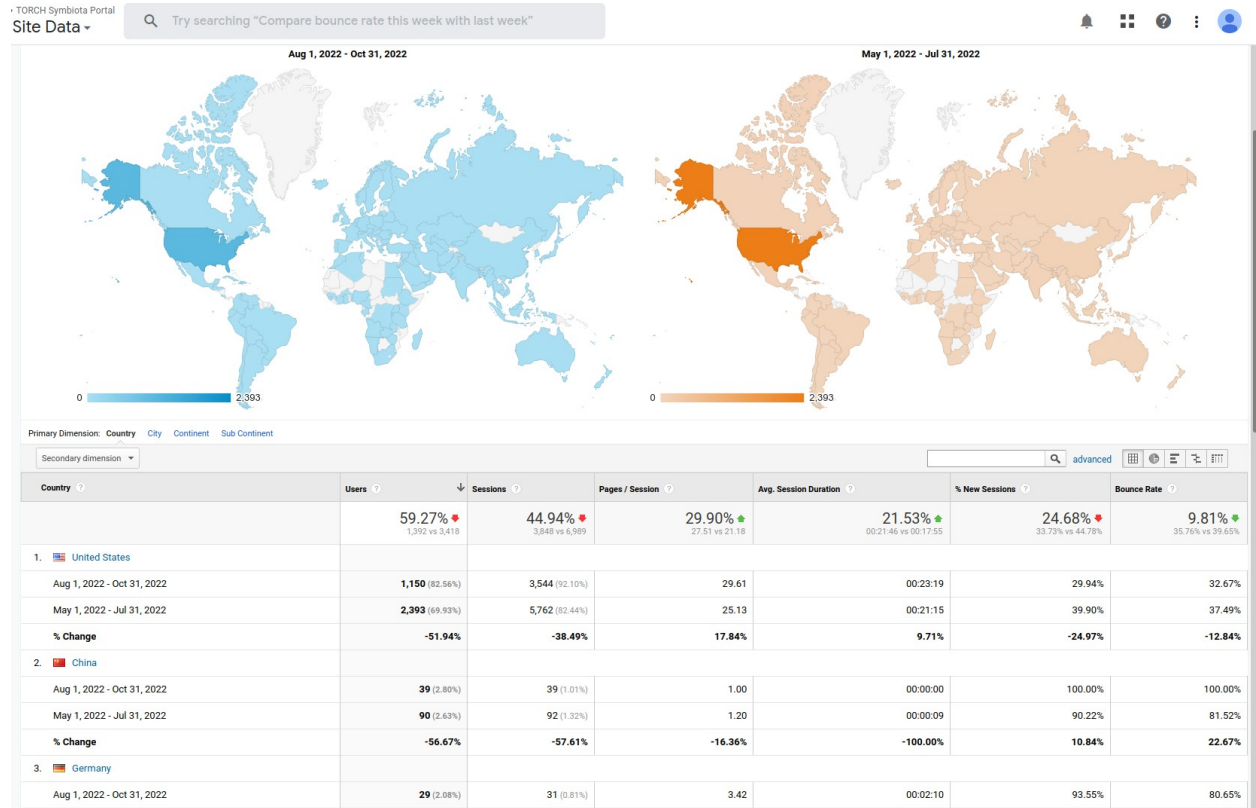 TORCH Symbiota Portal
Site Data
Try searching “Compare bounce rate this week with last week”
Aug 1, 2022 - Oct 31, 2022
May 1, 2022 - Jul 31, 2022
0 2,393
0 2,393
Primary Dimension: Country City Continent Sub Continent
Secondary dimension
advanced
Country Users Sessions Pages / Session Avg. Session Duration % New Sessions Bounce Rate
59.27% 44.94% 29.90% 21.53% 24.68% 9.81%
1,392 vs 3,418 3,848 vs 6,989 27.51 vs 21.18 00:21:46 vs 00:17:55 33.73% vs 44.78% 35.76% vs 39.65%
1. United States
Aug 1, 2022 - Oct 31, 2022 1,150 (82.56%) 3,544 (92.10%) 29.61 00:23:19 29.94% 32.67%
May 1, 2022 - Jul 31, 2022 2,393 (69.93%) 5,762 (82.44%) 25.13 00:21:15 39.90% 37.49%
% Change -51.94% -38.49% 17.84% 9.71% -24.97% -12.84%
2. China
Aug 1, 2022 - Oct 31, 2022 39 (2.80%) 39 (1.01%) 1.00 00:00:00 100.00% 100.00%
May 1, 2022 - Jul 31, 2022 90 (2.63%) 92 (1.32%) 1.20 00:00:09 90.22% 81.52%
% Change -56.67% -57.61% -16.36% -100.00% 10.84% 22.67%
3. Germany
Aug 1, 2022 - Oct 31, 2022 29 (2.08%) 31 (0.81%) 3.42 00:02:10 93.55% 80.65%